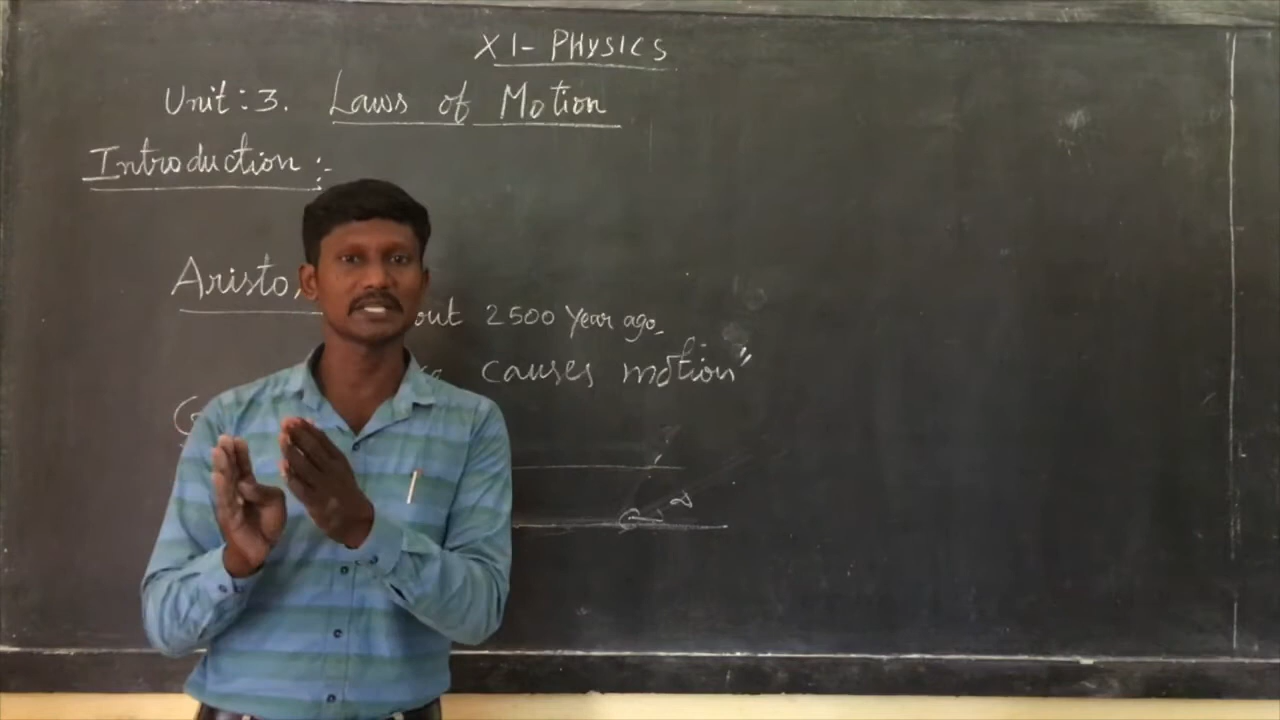 XI- PHYSICS
Unit: 3. Laws of Motion
Introduction :-
Aristo
out 2500 Year ago
causes motion"